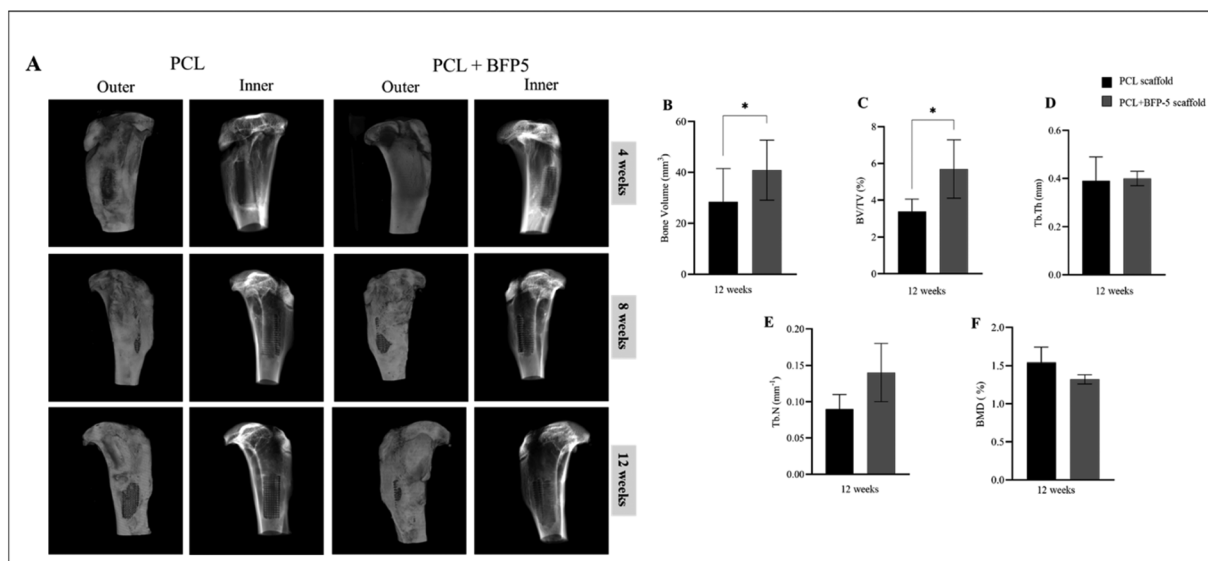 A
PCL
PCL + BFP5
Outer
Inner
Outer
Inner
4 weeks
8 weeks
12 weeks
PCL scaffold
PCL+BFP-5 scaffold
B
*
Bone Volume (mm³)
60
40
20
0
12 weeks
C
*
BV/TV (%)
8
6
4
2
0
12 weeks
D
Tb.Th (mm)
0.6
0.4
0.2
0.0
12 weeks
E
Tb.N (mm⁻¹)
0.20
0.15
0.10
0.05
0.00
12 weeks
F
BMD ( %)
2.0
1.5
1.0
0.5
0.0
12 weeks